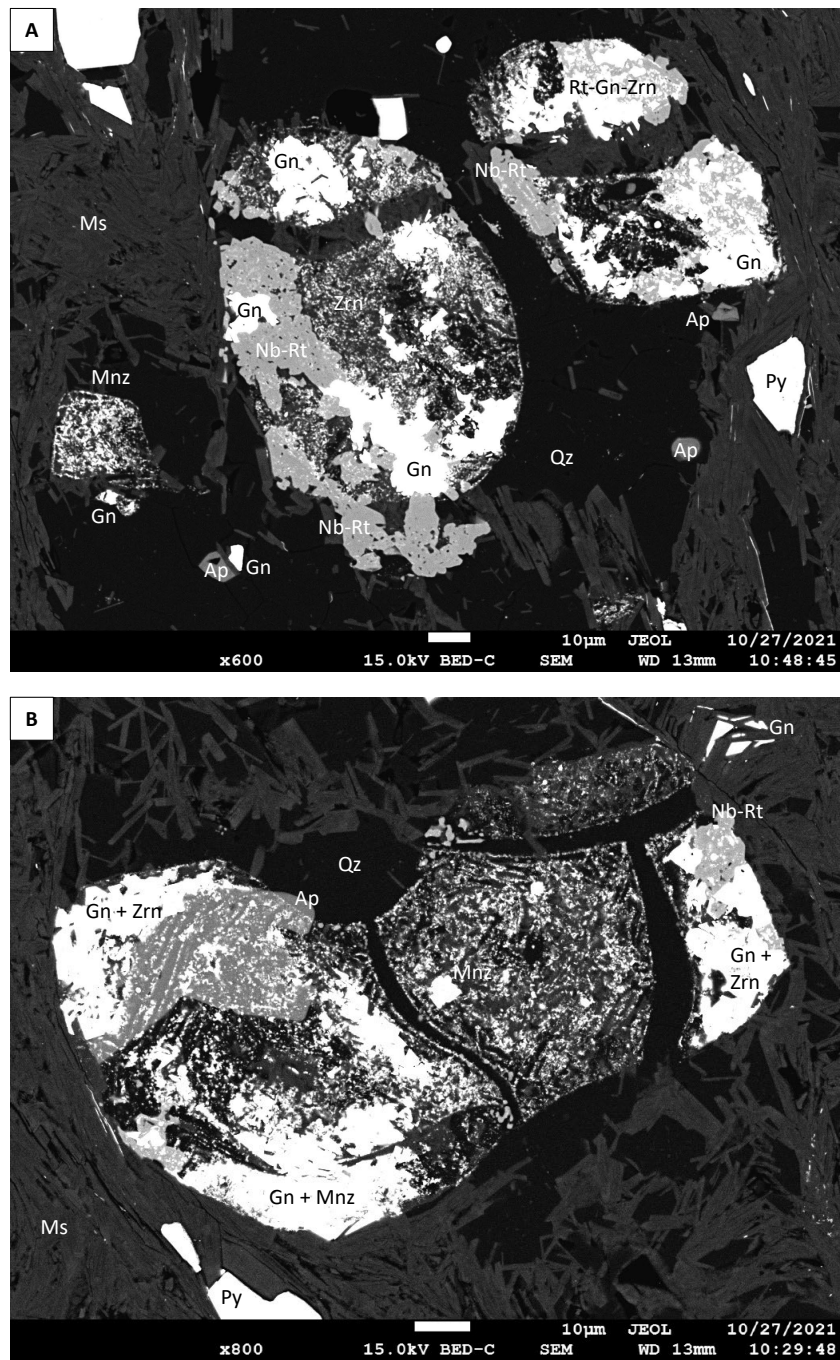 A
Rt-Gn-Zrn
Gn
Nb-Rt
Ms
Zrn
Gn
Gn
Ap
Nb-Rt
Mnz
Py
Gn
Qz
Ap
Gn
Nb-Rt
Ap
Gn
10µm JEOL 10/27/2021
x600 15.0kV BED-C SEM WD 13mm 10:48:45
B
Gn
Nb-Rt
Qz
Ap
Gn + Zrn
Gn +
Zrn
Mnz
Gn + Mnz
Ms
Py
10µm JEOL 10/27/2021
x800 15.0kV BED-C SEM WD 13mm 10:29:48